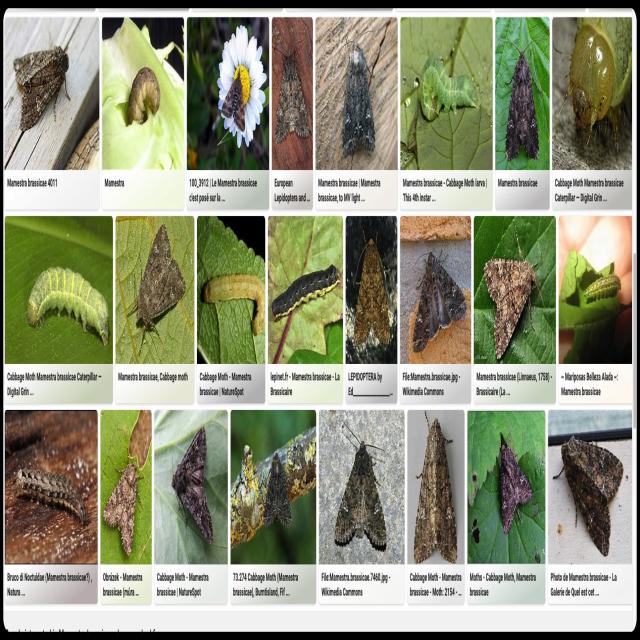 Mamestra brassicae 4011
Mamestra
100_3912 | Le Mamestra brassicae
c'est posé sur la ...
European
Lepidoptera and ...
Mamestra brassicae | Mamestra
brassicae, to MV light ...
Mamestra brassicae - Cabbage Moth larva |
This 4th instar ...
Mamestra brassicae
Cabbage Moth Mamestra brassicae
Caterpillar – Digital Grin ...
Cabbage Moth Mamestra brassicae Caterpillar –
Digital Grin ...
Mamestra brassicae, Cabbage moth
Cabbage Moth - Mamestra
brassicae | NatureSpot
lepinet.fr - Mamestra brassicae - La
Brassicaire
LEPIDOPTERA by
Ed
File:Mamestra.brassicae.jpg -
Wikimedia Commons
Mamestra brassicae (Linnaeus, 1758) -
Brassicaire (La ...
~ Mariposas Belleza Alada ~:
Mamestra brassicae
Bruco di Noctuidae (Mamestra brassicae?) ,
Natura ...
Obrázek - Mamestra
brassicae (můra ...
Cabbage Moth - Mamestra
brassicae | NatureSpot
73.274 Cabbage Moth (Mamestra
brassicae), Burntisland, Fif ...
File:Mamestra.brassicae.7460.jpg -
Wikimedia Commons
Cabbage Moth - Mamestra
brassicae - Moth: 2154 - ...
Moths - Cabbage Moth, Mamestra
brassicae
Photo de Mamestra brassicae - La
Galerie de Quel est cet ...